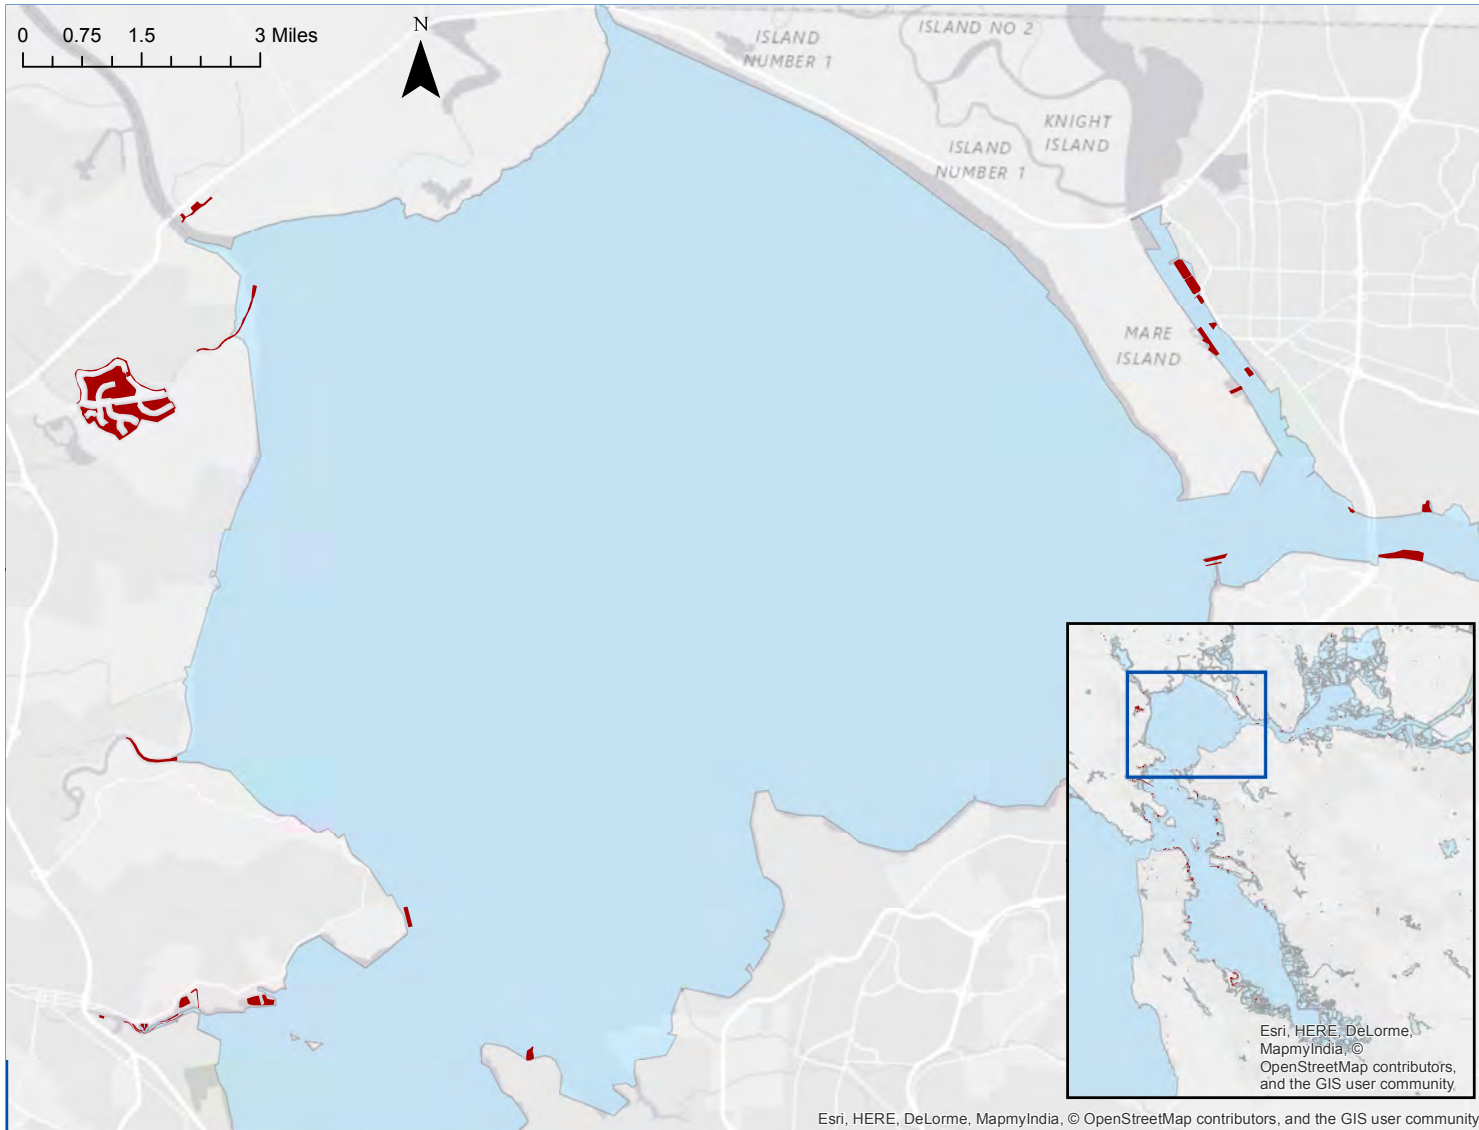 0 0.75 1.5 3 Miles
N
ISLAND
NUMBER 1
ISLAND NO 2
KNIGHT
ISLAND
ISLAND
NUMBER 1
MARE
ISLAND
Esri, HERE, DeLorme,
MapmyIndia, ©
OpenStreetMap contributors,
and the GIS user community
Esri, HERE, DeLorme, MapmyIndia, © OpenStreetMap contributors, and the GIS user community